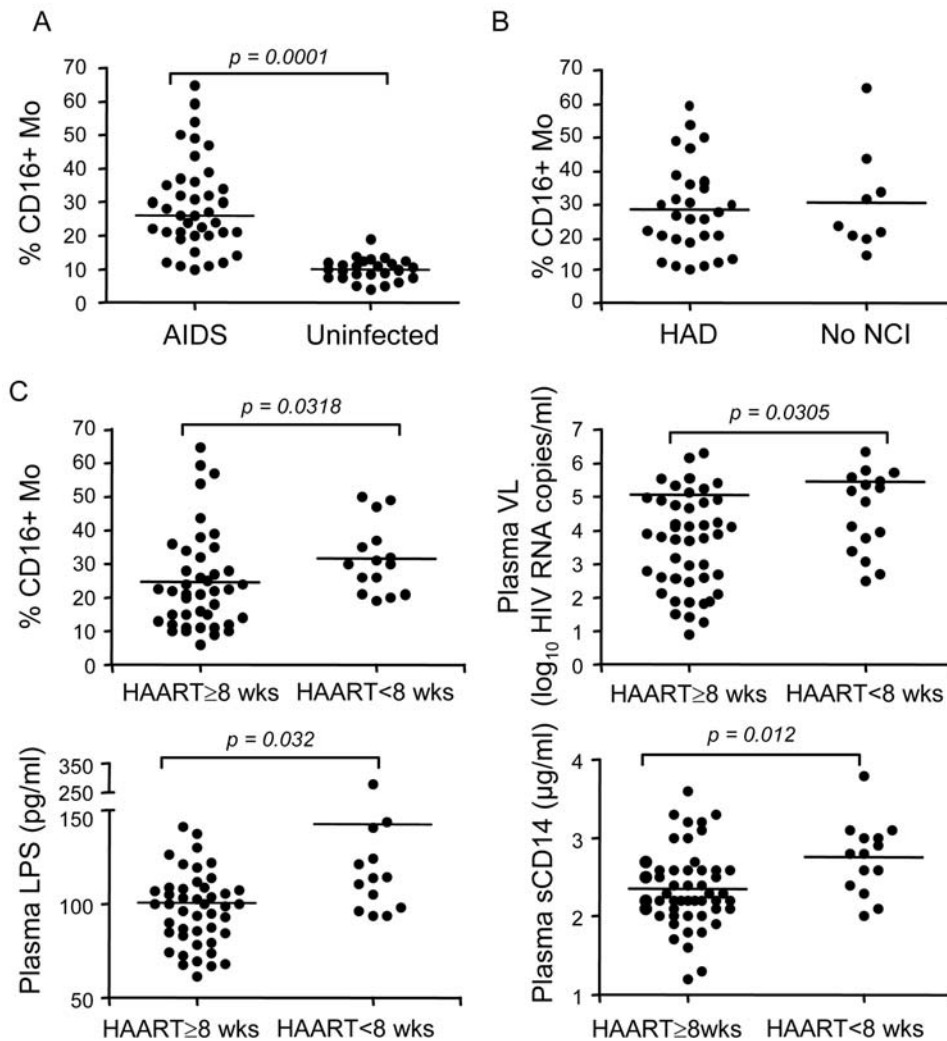 A
p = 0.0001
% CD16+ Mo
70
60
50
40
30
20
10
0
AIDS
Uninfected
B
% CD16+ Mo
70
60
50
40
30
20
10
0
HAD
No NCI
C
p = 0.0318
% CD16+ Mo
70
60
50
40
30
20
10
0
HAART≥8 wks
HAART<8 wks
p = 0.0305
Plasma VL
(log10 HIV RNA copies/ml)
7
6
5
4
3
2
1
0
HAART≥8 wks
HAART<8 wks
p = 0.032
Plasma LPS (pg/ml)
350
250
150
100
50
HAART≥8 wks
HAART<8 wks
p = 0.012
Plasma sCD14 (µg/ml)
4
3
2
1
HAART≥8wks
HAART<8 wks